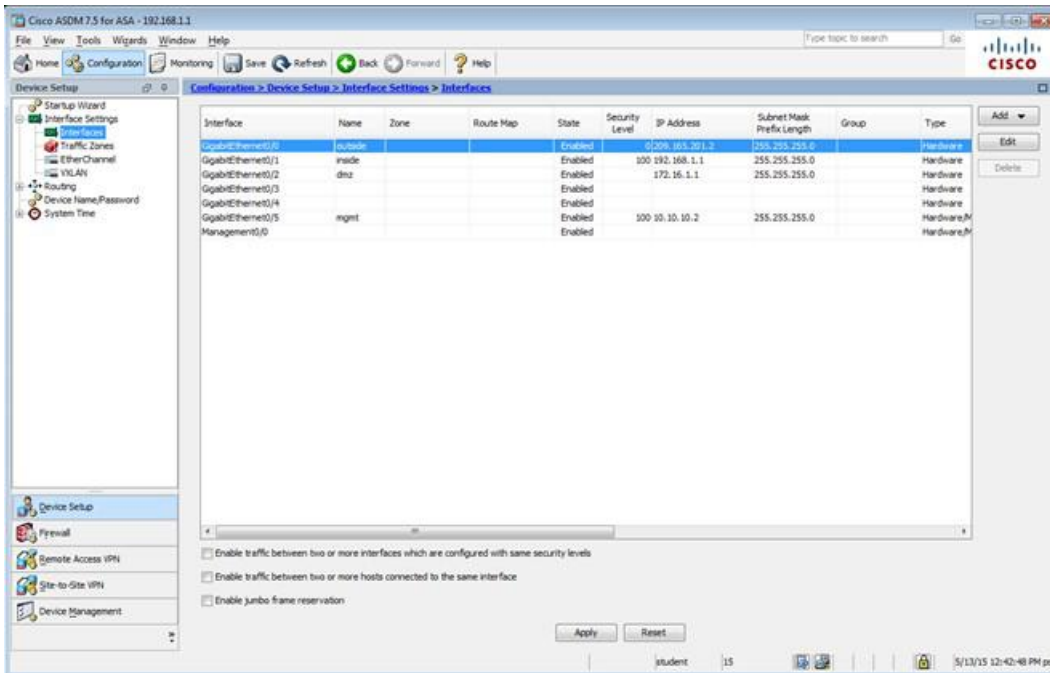 Cisco ASDM 7.5 for ASA - 192.168.1.1
File View Tools Wizards Window Help
Type topic to search Go
Home Configuration Monitoring Save Refresh Back Forward Help
CISCO
Device Setup
Configuration > Device Setup > Interface Settings > Interfaces
Startup Wizard
Interface Settings
Interfaces
Traffic Zones
EtherChannel
VXLAN
Routing
Device Name/Password
System Time
Interface Name Zone Route Map State Security Level IP Address Subnet Mask Prefix Length Group Type
GigabitEthernet0/0 outside Enabled 0 209.165.201.2 255.255.255.0 Hardware
GigabitEthernet0/1 inside Enabled 100 192.168.1.1 255.255.255.0 Hardware
GigabitEthernet0/2 dmz Enabled 172.16.1.1 255.255.255.0 Hardware
GigabitEthernet0/3 Enabled Hardware
GigabitEthernet0/4 Enabled Hardware
GigabitEthernet0/5 mgmt Enabled 100 10.10.10.2 255.255.255.0 Hardware/M
Management0/0 Enabled Hardware/M
Add
Edit
Delete
Device Setup
Firewall
Remote Access VPN
Site-to-Site VPN
Device Management
Enable traffic between two or more interfaces which are configured with same security levels
Enable traffic between two or more hosts connected to the same interface
Enable jumbo frame reservation
Apply Reset
student 15 5/13/15 12:42:48 PM p